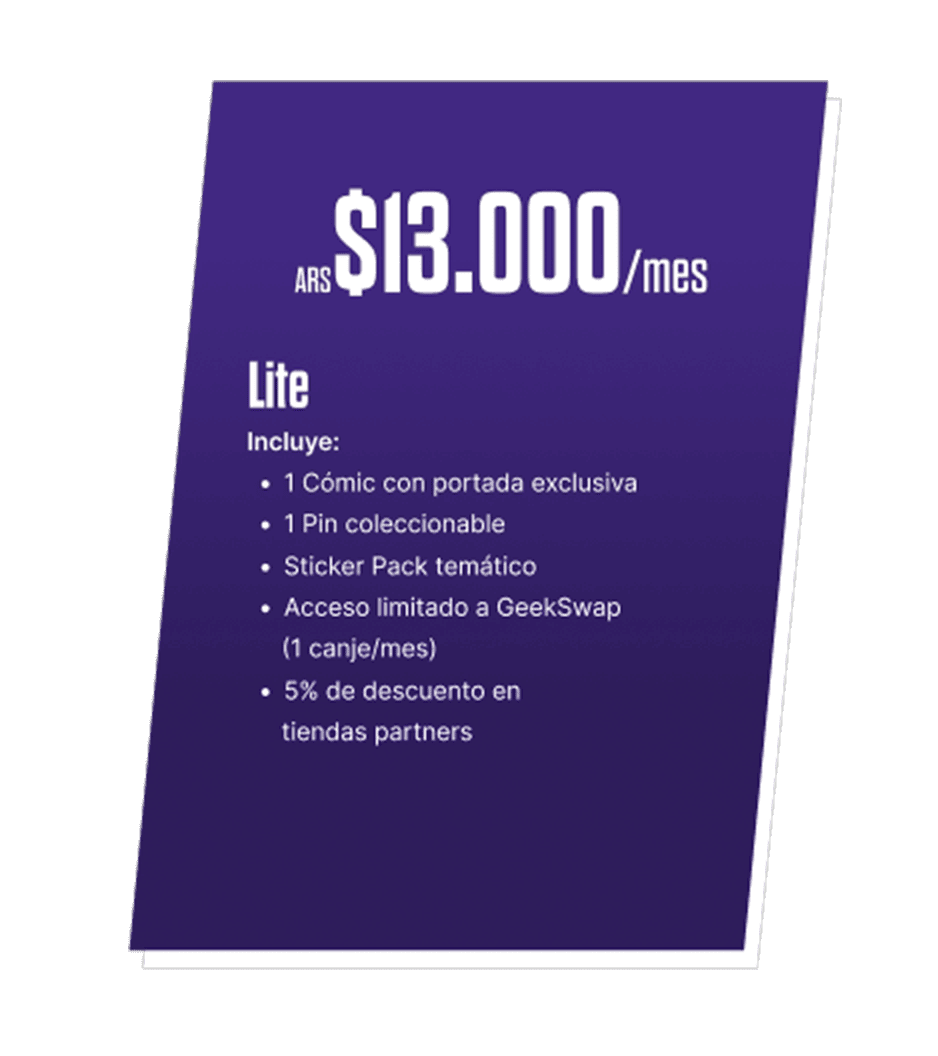 ARS$13.000/mes
Lite
Incluye:
• 1 Cómic con portada exclusiva
• 1 Pin coleccionable
• Sticker Pack temático
• Acceso limitado a GeekSwap
(1 canje/mes)
• 5% de descuento en
tiendas partners